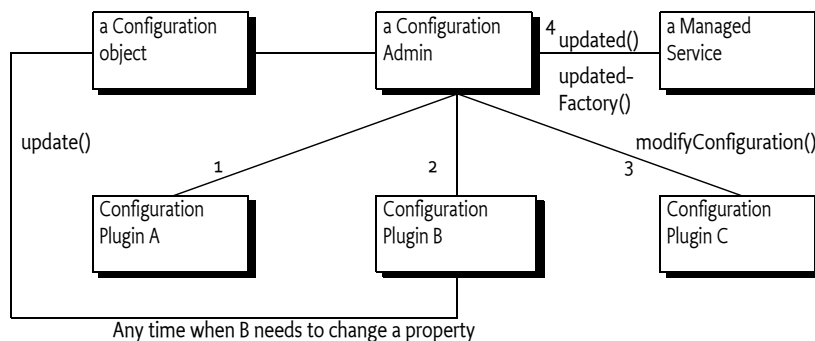 a Configuration
object
a Configuration
Admin
4
updated()
updated-
Factory()
a Managed
Service
update()
1
2
3
modifyConfiguration()
Configuration
Plugin A
Configuration
Plugin B
Configuration
Plugin C
Any time when B needs to change a property